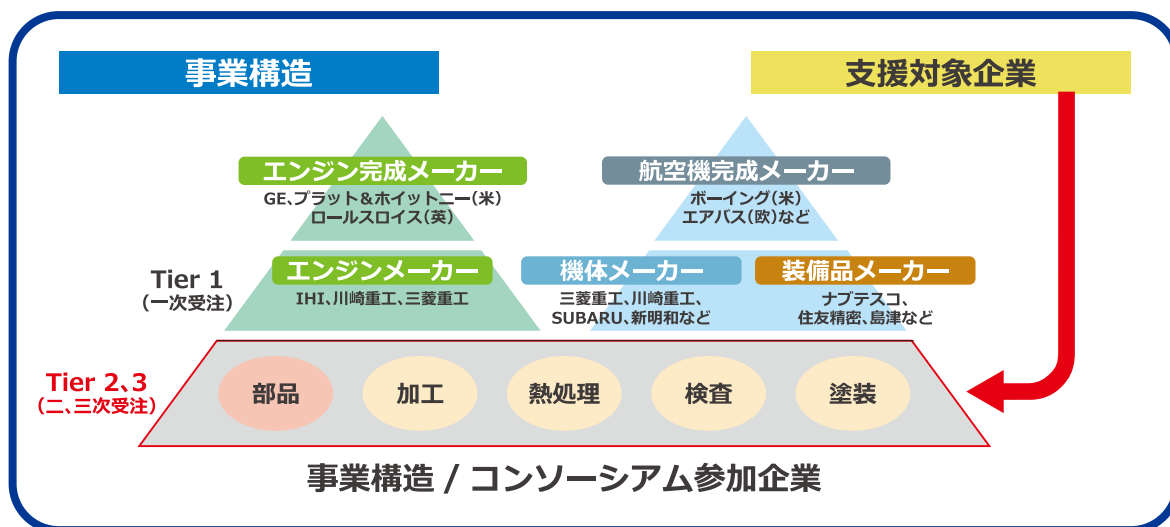 事業構造
支援対象企業
エンジン完成メーカー
GE、プラット＆ホイットニー(米)
ロールスロイス(英)
航空機完成メーカー
ボーイング(米)
エアバス(欧)など
Tier 1
(一次受注)
エンジンメーカー
IHI、川崎重工、三菱重工
機体メーカー
三菱重工、川崎重工、
SUBARU、新明和など
装備品メーカー
ナブテスコ、
住友精密、島津など
Tier 2、3
(二、三次受注)
部品
加工
熱処理
検査
塗装
事業構造 / コンソーシアム参加企業